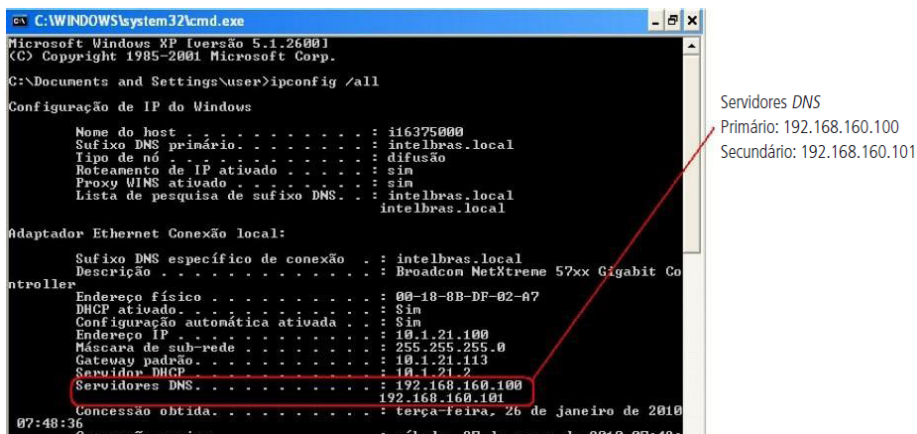 C:\WINDOWS\system32\cmd.exe
Microsoft Windows XP [versão 5.1.2600]
(C) Copyright 1985-2001 Microsoft Corp.
C:\Documents and Settings\user>ipconfig /all
Configuração de IP do Windows
Nome do host . . . . . . . . . . . : i16375000
Sufixo DNS primário. . . . . . . . : intelbras.local
Tipo de nó . . . . . . . . . . . . : difusão
Roteamento de IP ativado . . . . . : sim
Proxy WINS ativado . . . . . . . . : sim
Lista de pesquisa de sufixo DNS. . : intelbras.local
intelbras.local
Adaptador Ethernet Conexão local:
Sufixo DNS específico de conexão . : intelbras.local
Descrição . . . . . . . . . . . . . : Broadcom NetXtreme 57xx Gigabit Co
ntroller
Endereço físico . . . . . . . . . . : 00-18-8B-DF-02-A7
DHCP ativado. . . . . . . . . . . . : Sim
Configuração automática ativada . . : Sim
Endereço IP . . . . . . . . . . . . : 10.1.21.100
Máscara de sub-rede . . . . . . . . : 255.255.255.0
Gateway padrão. . . . . . . . . . . : 10.1.21.113
Servidor DHCP . . . . . . . . . . . : 10.1.21.2
Servidores DNS. . . . . . . . . . . : 192.168.160.100
192.168.160.101
Concessão obtida. . . . . . . . . . : terça-feira, 26 de janeiro de 2010
07:48:36
Servidores DNS
Primário: 192.168.160.100
Secundário: 192.168.160.101